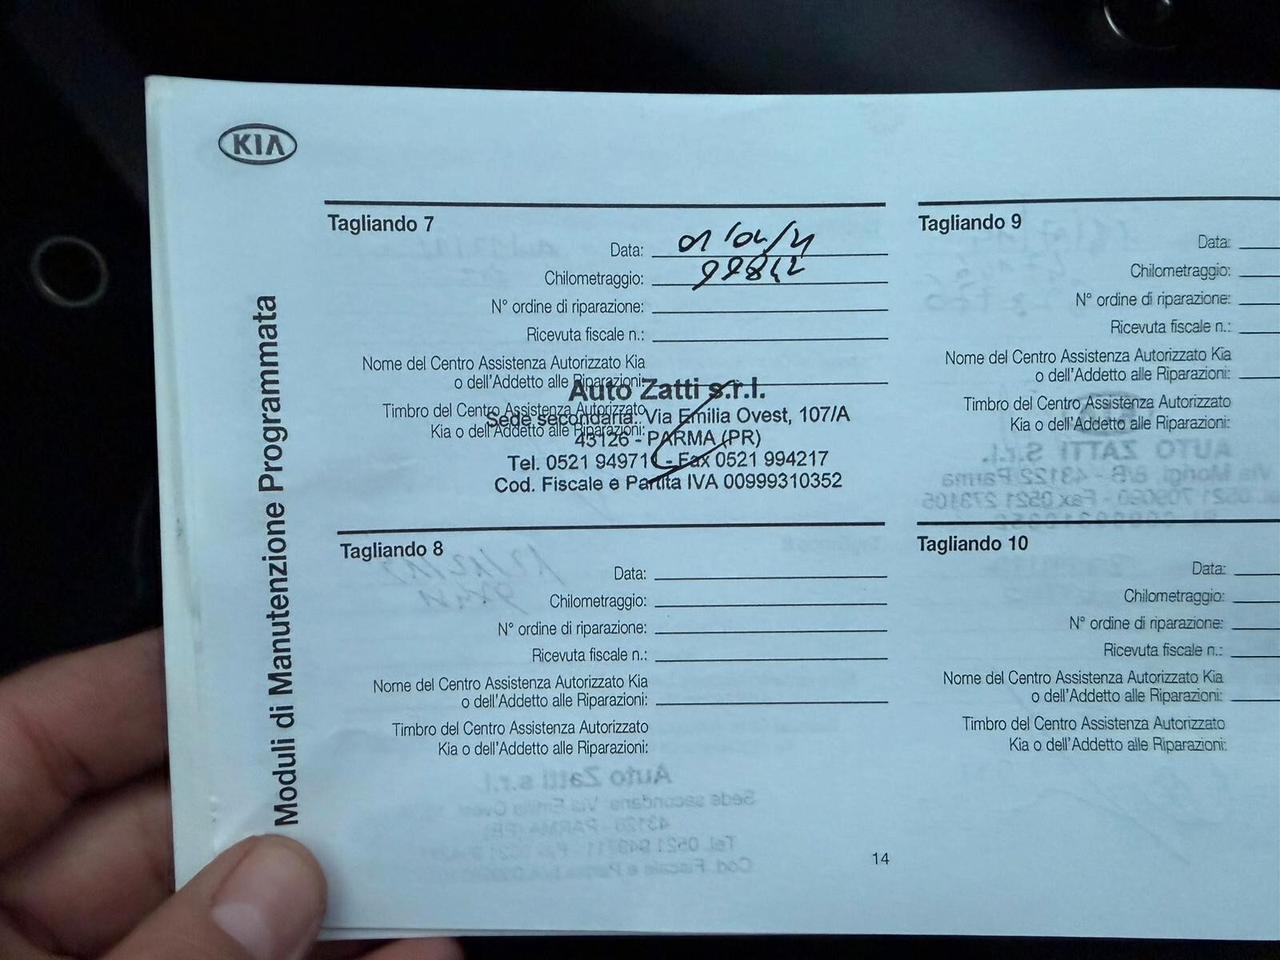 KIA
Moduli di Manutenzione Programmata
Tagliando 7
Data: 01/04/21
Chilometraggio: 99842
N° ordine di riparazione:
Ricevuta fiscale n.:
Nome del Centro Assistenza Autorizzato Kia
o dell'Addetto alle Riparazioni:
Timbro del Centro Assistenza Autorizzato
Kia o dell'Addetto alle Riparazioni:
Auto Zatti s.r.l.
Sede secondaria: Via Emilia Ovest, 107/A
43126 - PARMA (PR)
Tel. 0521 949711 - Fax 0521 994217
Cod. Fiscale e Partita IVA 00999310352
Tagliando 8
Data:
Chilometraggio:
N° ordine di riparazione:
Ricevuta fiscale n.:
Nome del Centro Assistenza Autorizzato Kia
o dell'Addetto alle Riparazioni:
Timbro del Centro Assistenza Autorizzato
Kia o dell'Addetto alle Riparazioni:
Tagliando 9
Data:
Chilometraggio:
N° ordine di riparazione:
Ricevuta fiscale n.:
Nome del Centro Assistenza Autorizzato Kia
o dell'Addetto alle Riparazioni:
Timbro del Centro Assistenza Autorizzato
Kia o dell'Addetto alle Riparazioni:
Tagliando 10
Data:
Chilometraggio:
N° ordine di riparazione:
Ricevuta fiscale n.:
Nome del Centro Assistenza Autorizzato Kia
o dell'Addetto alle Riparazioni:
Timbro del Centro Assistenza Autorizzato
Kia o dell'Addetto alle Riparazioni:
14